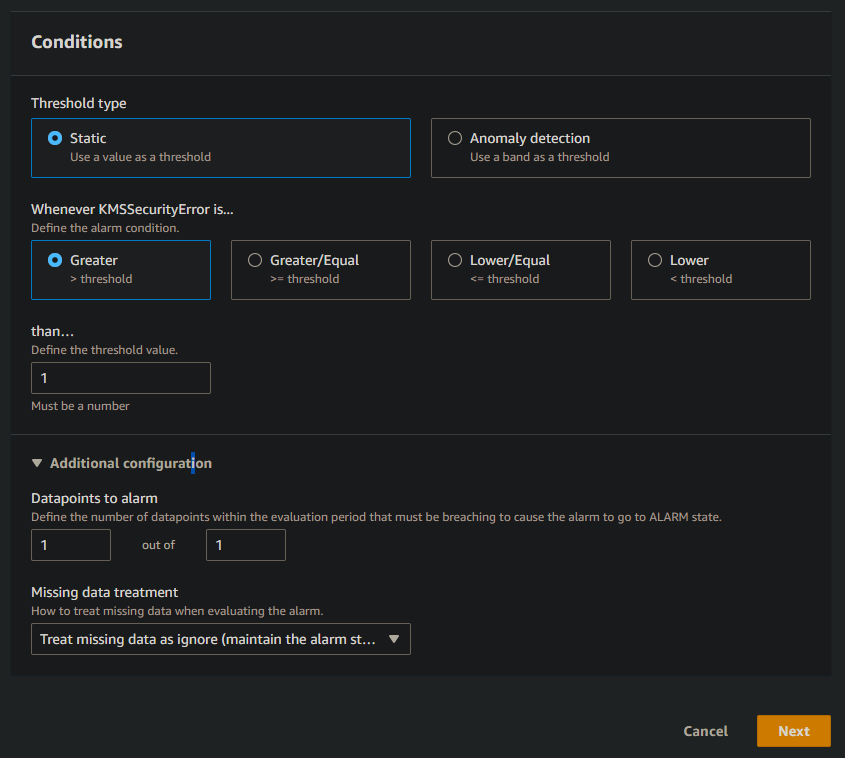 Conditions
Threshold type
Static
Use a value as a threshold
Anomaly detection
Use a band as a threshold
Whenever KMSSecurityError is...
Define the alarm condition.
Greater
> threshold
Greater/Equal
>= threshold
Lower/Equal
<= threshold
Lower
< threshold
than…
Define the threshold value.
1
Must be a number
Additional configuration
Datapoints to alarm
Define the number of datapoints within the evaluation period that must be breaching to cause the alarm to go to ALARM state.
1 out of 1
Missing data treatment
How to treat missing data when evaluating the alarm.
Treat missing data as ignore (maintain the alarm st...
Cancel Next